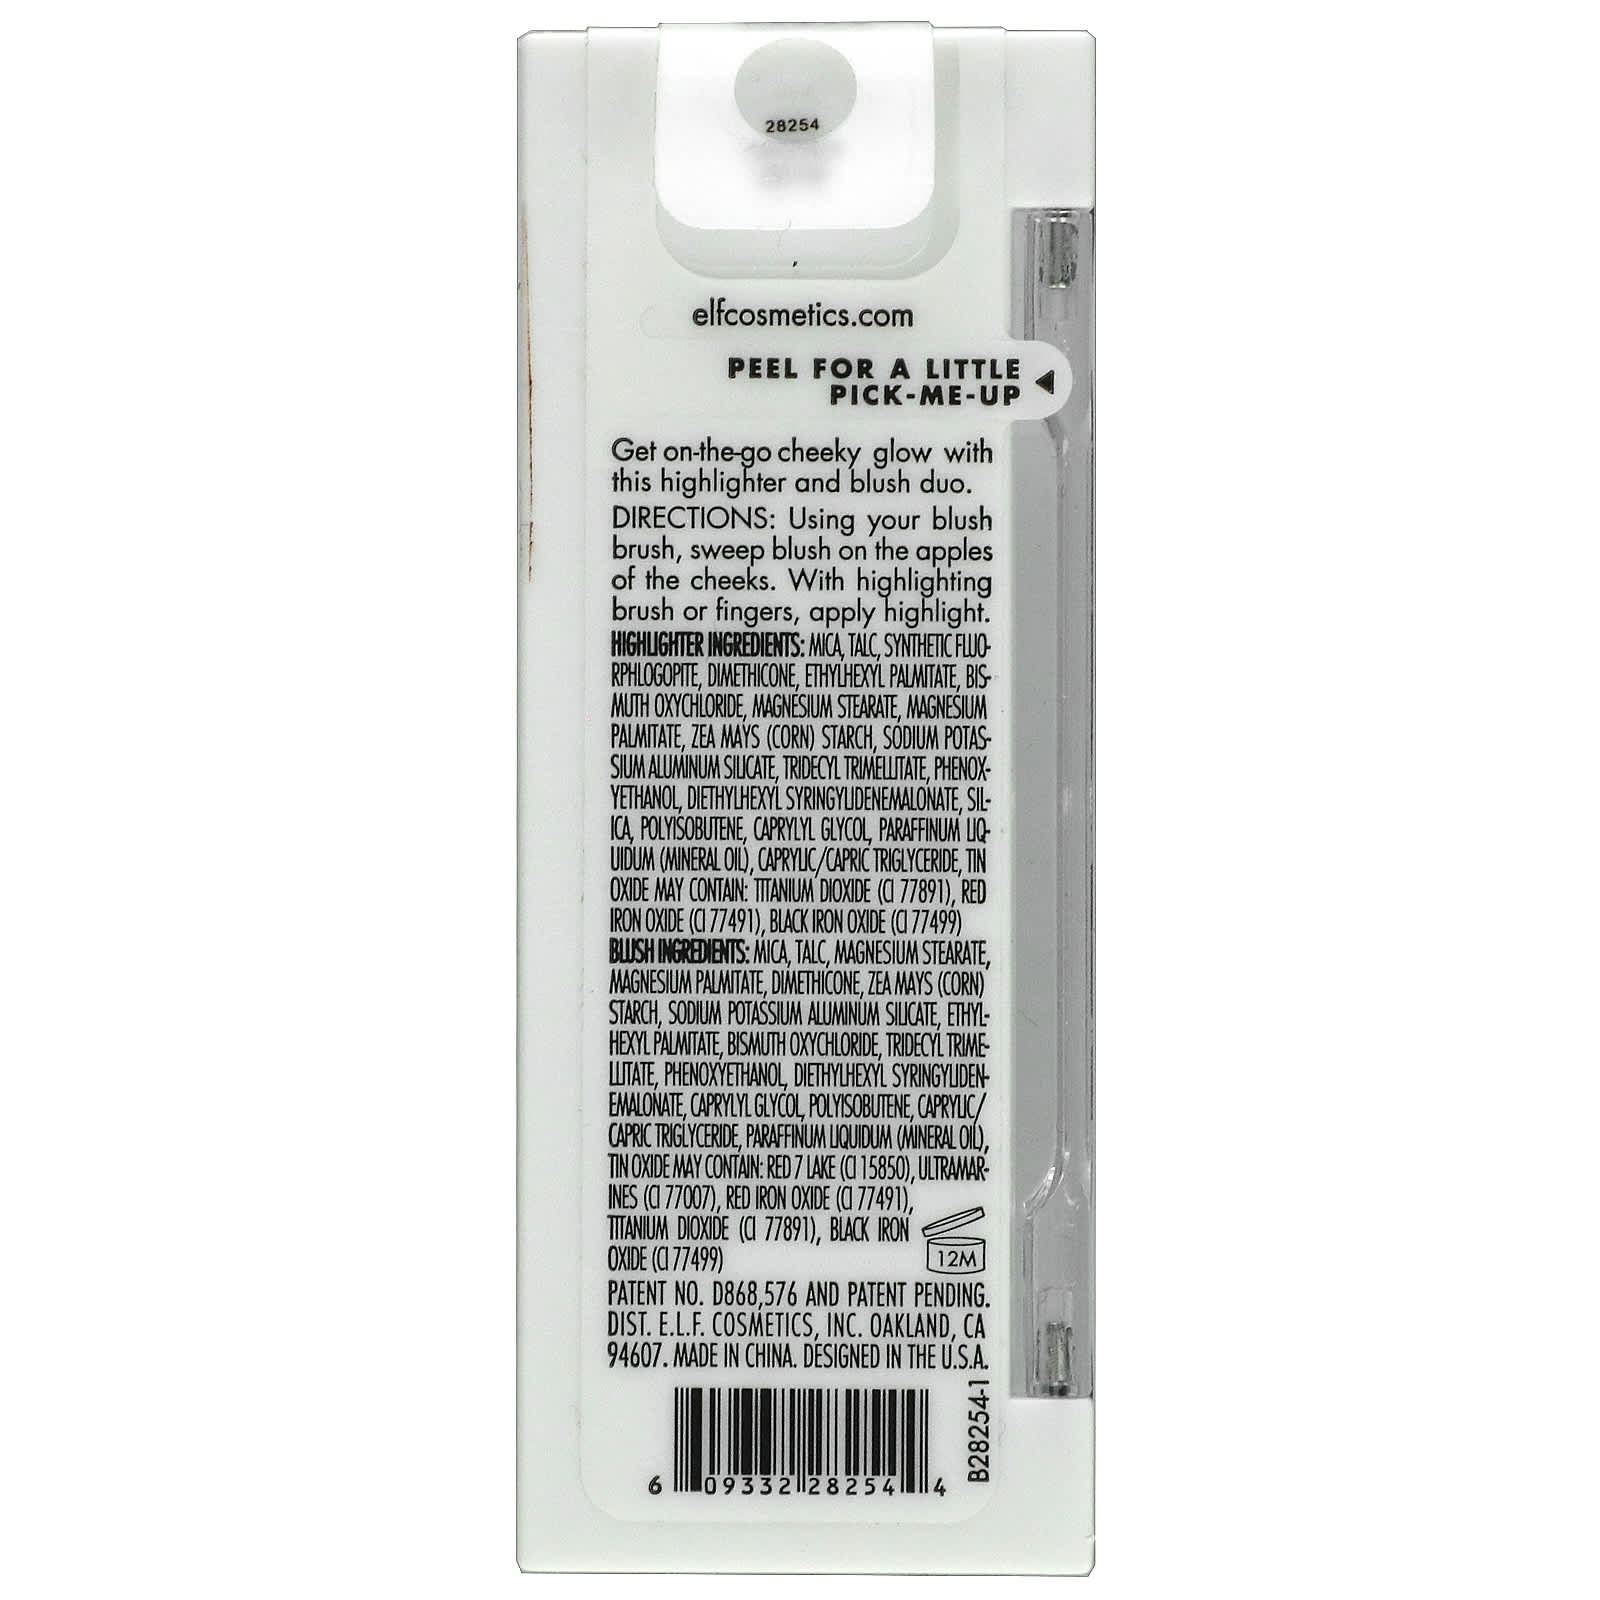 28254
elfcosmetics.com
PEEL FOR A LITTLE
PICK-ME-UP
Get on-the-go cheeky glow with
this highlighter and blush duo.
DIRECTIONS: Using your blush
brush, sweep blush on the apples
of the cheeks. With highlighting
brush or fingers, apply highlight.
HIGHLIGHTER INGREDIENTS: MICA, TALC, SYNTHETIC FLUO-
RPHLOGOPITE, DIMETHICONE, ETHYLHEXYL PALMITATE, BIS-
MUTH OXYCHLORIDE, MAGNESIUM STEARATE, MAGNESIUM
PALMITATE, ZEA MAYS (CORN) STARCH, SODIUM POTAS-
SIUM ALUMINUM SILICATE, TRIDECYL TRIMELLITATE, PHENOX-
YETHANOL, DIETHYLHEXYL SYRINGYLIDENEMALONATE, SIL-
ICA, POLYISOBUTENE, CAPRYLYL GLYCOL, PARAFFINUM LIQ-
UIDUM (MINERAL OIL), CAPRYLIC/CAPRIC TRIGLYCERIDE, TIN
OXIDE MAY CONTAIN: TITANIUM DIOXIDE (CI 77891), RED
IRON OXIDE (CI 77491), BLACK IRON OXIDE (CI 77499)
BLUSH INGREDIENTS: MICA, TALC, MAGNESIUM STEARATE,
MAGNESIUM PALMITATE, DIMETHICONE, ZEA MAYS (CORN)
STARCH, SODIUM POTASSIUM ALUMINUM SILICATE, ETHYL-
HEXYL PALMITATE, BISMUTH OXYCHLORIDE, TRIDECYL TRIME-
LLITATE, PHENOXYETHANOL, DIETHYLHEXYL SYRINGYLIDEN-
EMALONATE, CAPRYLYL GLYCOL, POLYISOBUTENE, CAPRYLIC/
CAPRIC TRIGLYCERIDE, PARAFFINUM LIQUIDUM (MINERAL OIL),
TIN OXIDE MAY CONTAIN: RED 7 LAKE (CI 15850), ULTRAMAR-
INES (CI 77007), RED IRON OXIDE (CI 77491),
TITANIUM DIOXIDE (CI 77891), BLACK IRON
OXIDE (CI 77499)
12M
PATENT NO. D868,576 AND PATENT PENDING.
DIST. E.L.F. COSMETICS, INC. OAKLAND, CA
94607. MADE IN CHINA. DESIGNED IN THE U.S.A.
B28254-1
6 09332 28254 4